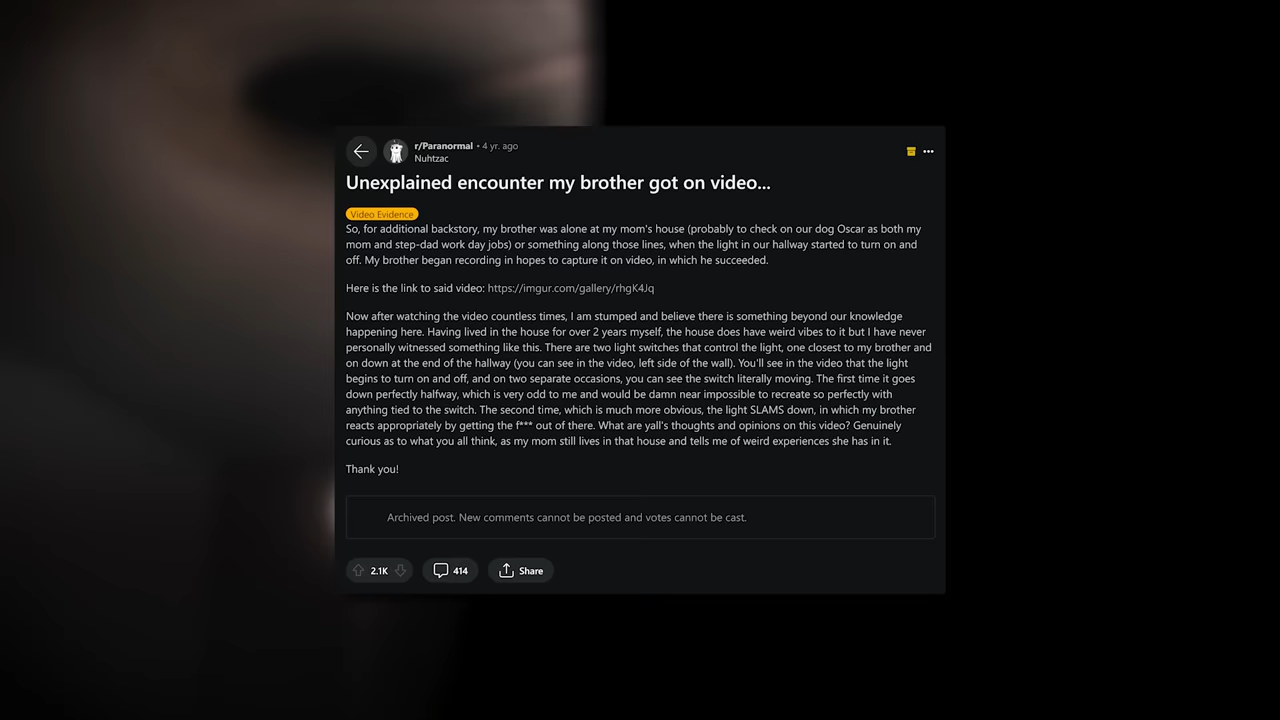 r/Paranormal • 4 yr. ago
Nuhtzac
Unexplained encounter my brother got on video...
Video Evidence
So, for additional backstory, my brother was alone at my mom's house (probably to check on our dog Oscar as both my
mom and step-dad work day jobs) or something along those lines, when the light in our hallway started to turn on and
off. My brother began recording in hopes to capture it on video, in which he succeeded.
Here is the link to said video: https://imgur.com/gallery/rhgK4Jq
Now after watching the video countless times, I am stumped and believe there is something beyond our knowledge
happening here. Having lived in the house for over 2 years myself, the house does have weird vibes to it but I have never
personally witnessed something like this. There are two light switches that control the light, one closest to my brother and
on down at the end of the hallway (you can see in the video, left side of the wall). You'll see in the video that the light
begins to turn on and off, and on two separate occasions, you can see the switch literally moving. The first time it goes
down perfectly halfway, which is very odd to me and would be damn near impossible to recreate so perfectly with
anything tied to the switch. The second time, which is much more obvious, the light SLAMS down, in which my brother
reacts appropriately by getting the f*** out of there. What are yall's thoughts and opinions on this video? Genuinely
curious as to what you all think, as my mom still lives in that house and tells me of weird experiences she has in it.
Thank you!
Archived post. New comments cannot be posted and votes cannot be cast.
2.1K 414 Share